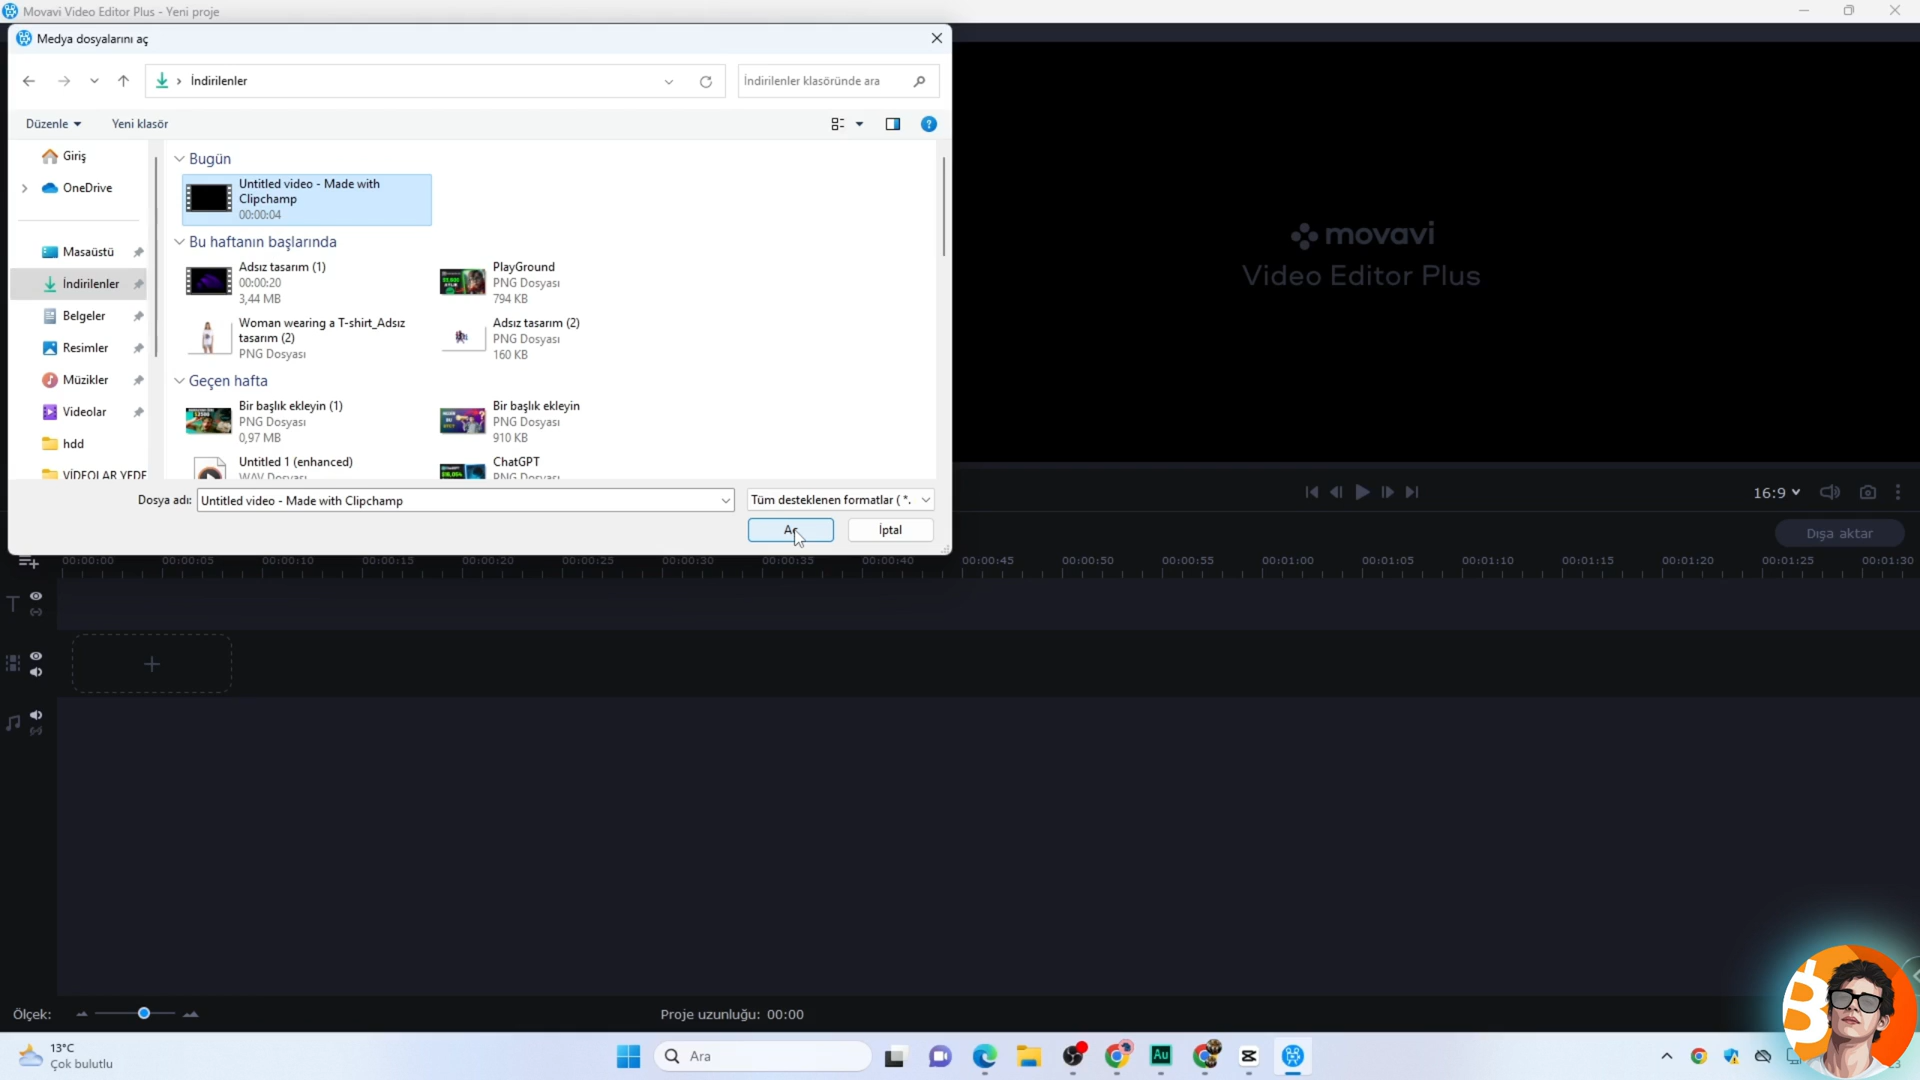 Movavi Video Editor Plus - Yeni proje
Medya dosyalarını aç
İndirilenler
İndirilenler klasöründe ara
Düzenle
Yeni klasör
Giriş
OneDrive
Masaüstü
İndirilenler
Belgeler
Resimler
Müzikler
Videolar
hdd
VİDEOLAR YEDE
Bugün
Untitled video - Made with
Clipchamp
00:00:04
Bu haftanın başlarında
Adsız tasarım (1)
00:00:20
3,44 MB
PlayGround
PNG Dosyası
794 KB
Woman wearing a T-shirt_Adsız
tasarım (2)
PNG Dosyası
Adsız tasarım (2)
PNG Dosyası
160 KB
Geçen hafta
Bir başlık ekleyin (1)
PNG Dosyası
0,97 MB
Bir başlık ekleyin
PNG Dosyası
910 KB
Untitled 1 (enhanced)
WAV Dosyası
ChatGPT
PNG Dosyası
Dosya adı:
Untitled video - Made with Clipchamp
Tüm desteklenen formatlar ( *.
Aç
İptal
movavi
Video Editor Plus
16:9
Dışa aktar
00:00:00 00:00:05 00:00:10 00:00:15 00:00:20 00:00:25 00:00:30 00:00:35 00:00:40 00:00:45 00:00:50 00:00:55 00:01:00 00:01:05 00:01:10 00:01:15 00:01:20 00:01:25 00:01:30
Ölçek:
Proje uzunluğu: 00:00
13°C
Çok bulutlu
Ara
Au